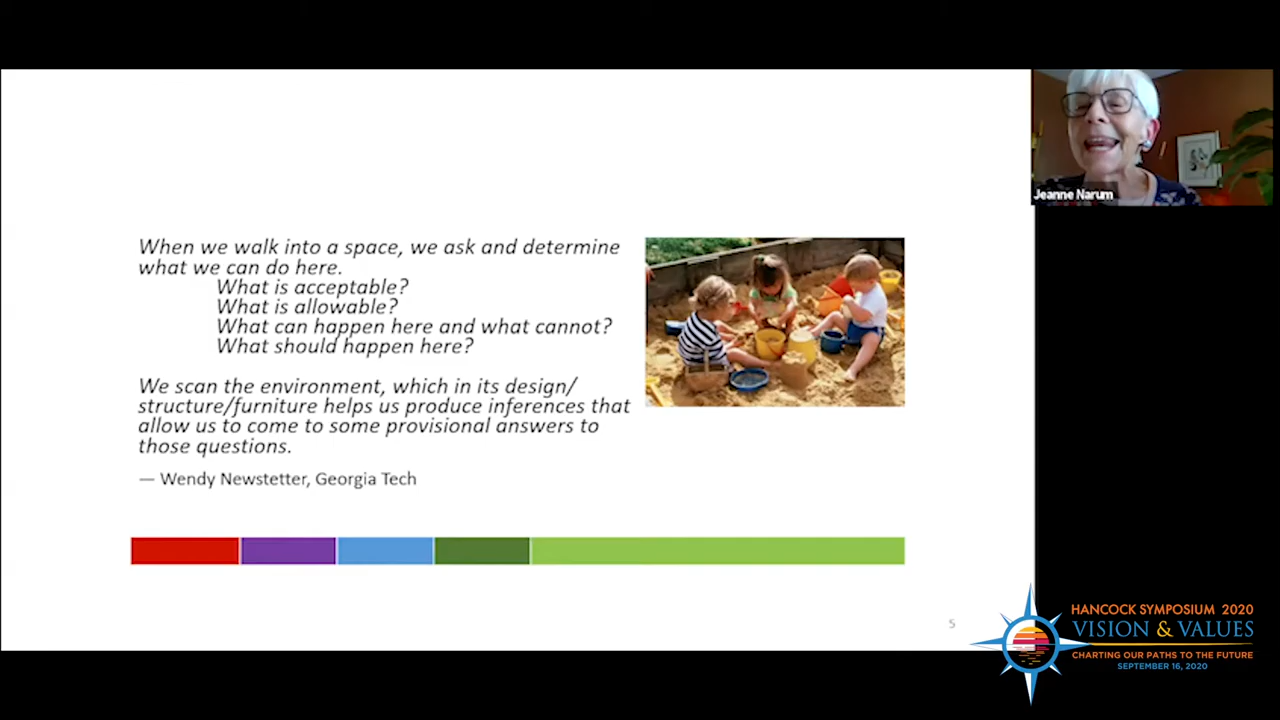 When we walk into a space, we ask and determine
what we can do here.
What is acceptable?
What is allowable?
What can happen here and what cannot?
What should happen here?
We scan the environment, which in its design/
structure/furniture helps us produce inferences that
allow us to come to some provisional answers to
those questions.
— Wendy Newstetter, Georgia Tech
5
Jeanne Narum
HANCOCK SYMPOSIUM 2020
VISION & VALUES
CHARTING OUR PATHS TO THE FUTURE
SEPTEMBER 16, 2020